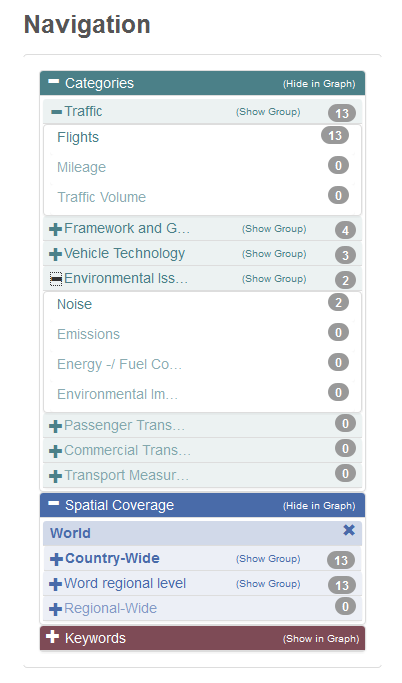 Navigation
Categories (Hide in Graph)
Traffic (Show Group) 13
Flights 13
Mileage 0
Traffic Volume 0
Framework and G... (Show Group) 4
Vehicle Technology (Show Group) 3
Environmental Iss... (Show Group) 2
Noise 2
Emissions 0
Energy -/ Fuel Co... 0
Environmental Im... 0
Passenger Trans... 0
Commercial Trans... 0
Transport Measur... 0
Spatial Coverage (Hide in Graph)
World
Country-Wide (Show Group) 13
Word regional level (Show Group) 13
Regional-Wide 0
Keywords (Show in Graph)